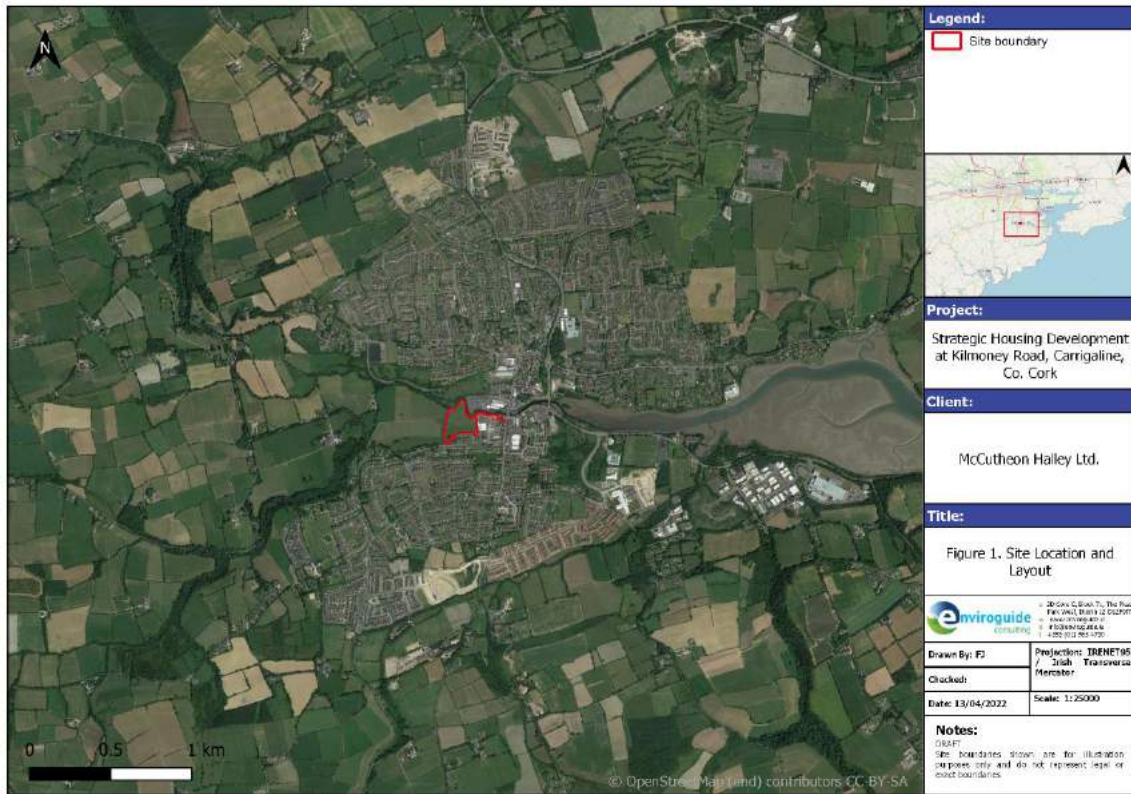 N
0 0.5 1 km
© OpenStreetMap (and) contributors CC-BY-SA
Legend:
Site boundary
Project:
Strategic Housing Development
at Kilmoney Road, Carrigaline,
Co. Cork
Client:
McCutheon Halley Ltd.
Title:
Figure 1. Site Location and
Layout
enviroguide
consulting
Drawn By: FJ
Projection: IRENET95
/ Irish Transverse
Mercator
Checked:
Date: 13/04/2022
Scale: 1:25000
Notes:
DRAFT
Site boundaries shown are for illustration
purposes only and do not represent legal or
exact boundaries